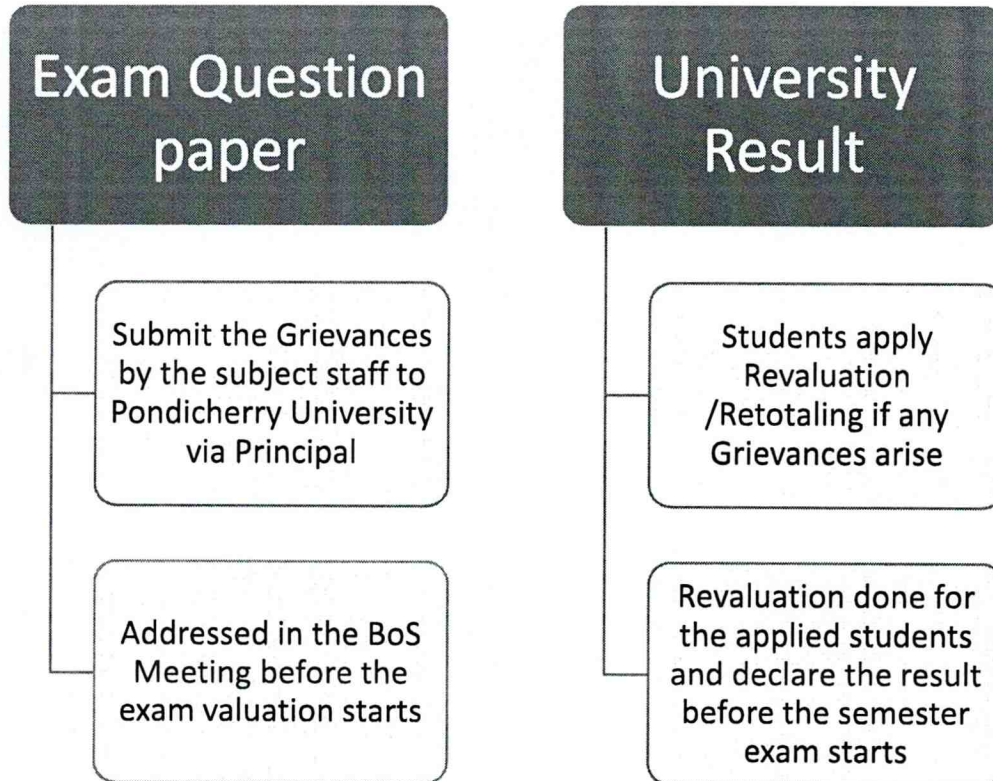 Exam Question
paper
Submit the Grievances
by the subject staff to
Pondicherry University
via Principal
Addressed in the BoS
Meeting before the
exam valuation starts
University
Result
Students apply
Revaluation
/Retotaling if any
Grievances arise
Revaluation done for
the applied students
and declare the result
before the semester
exam starts